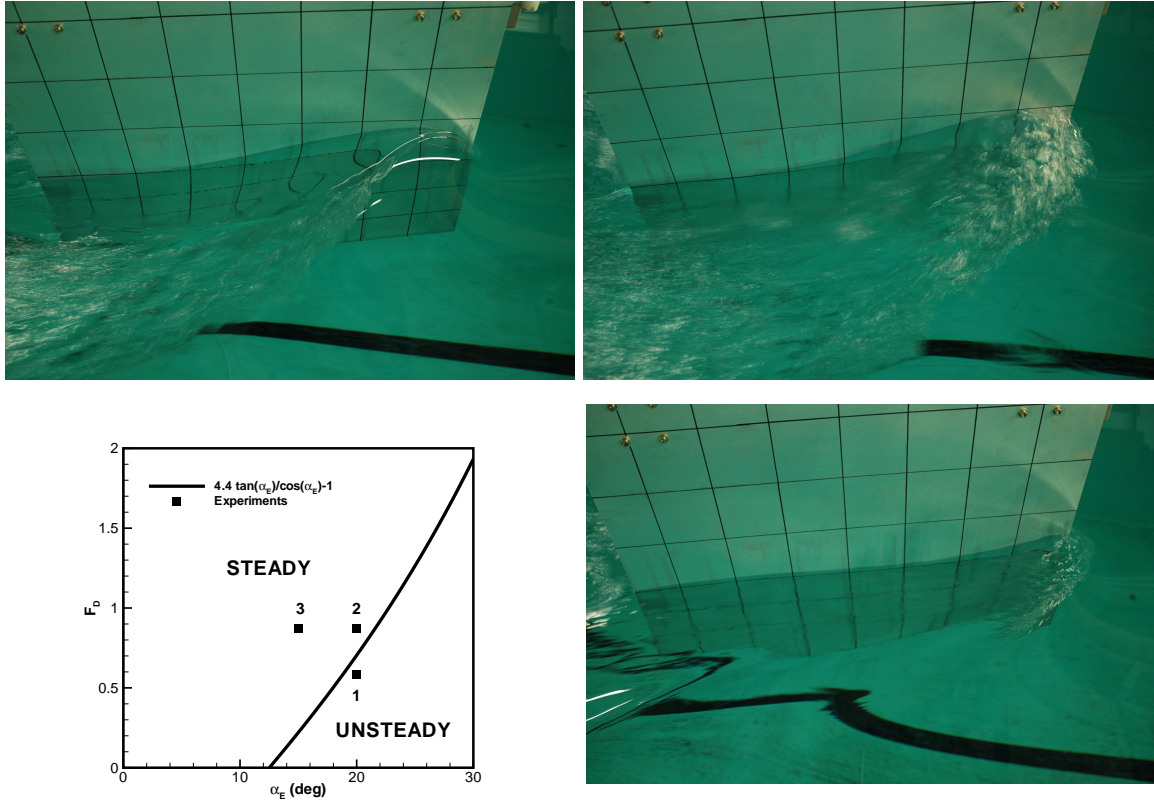 2
4.4 tan(α_E)/cos(α_E)-1
Experiments
1.5
STEADY
F_D
1
3
2
0.5
1
UNSTEADY
0
0
10
20
30
α_E (deg)